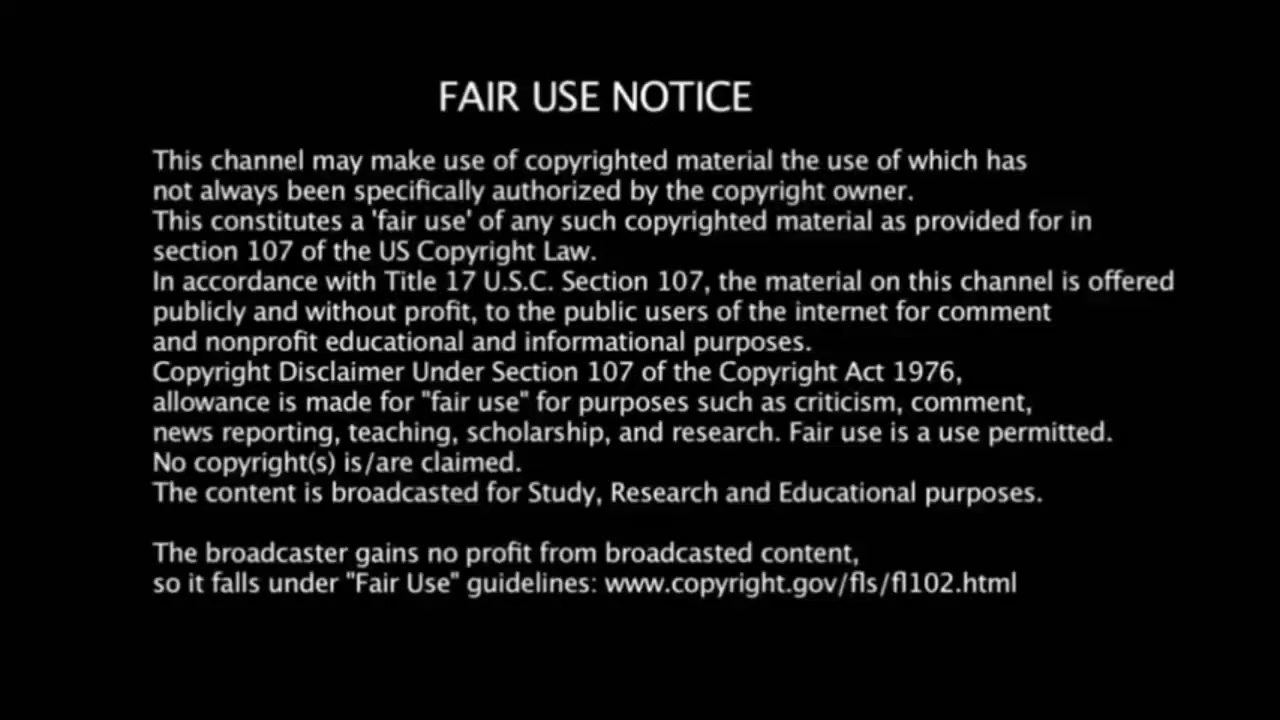 FAIR USE NOTICE
This channel may make use of copyrighted material the use of which has
not always been specifically authorized by the copyright owner.
This constitutes a 'fair use' of any such copyrighted material as provided for in
section 107 of the US Copyright Law.
In accordance with Title 17 U.S.C. Section 107, the material on this channel is offered
publicly and without profit, to the public users of the internet for comment
and nonprofit educational and informational purposes.
Copyright Disclaimer Under Section 107 of the Copyright Act 1976,
allowance is made for "fair use" for purposes such as criticism, comment,
news reporting, teaching, scholarship, and research. Fair use is a use permitted.
No copyright(s) is/are claimed.
The content is broadcasted for Study, Research and Educational purposes.
The broadcaster gains no profit from broadcasted content,
so it falls under "Fair Use" guidelines: www.copyright.gov/fls/fl102.html